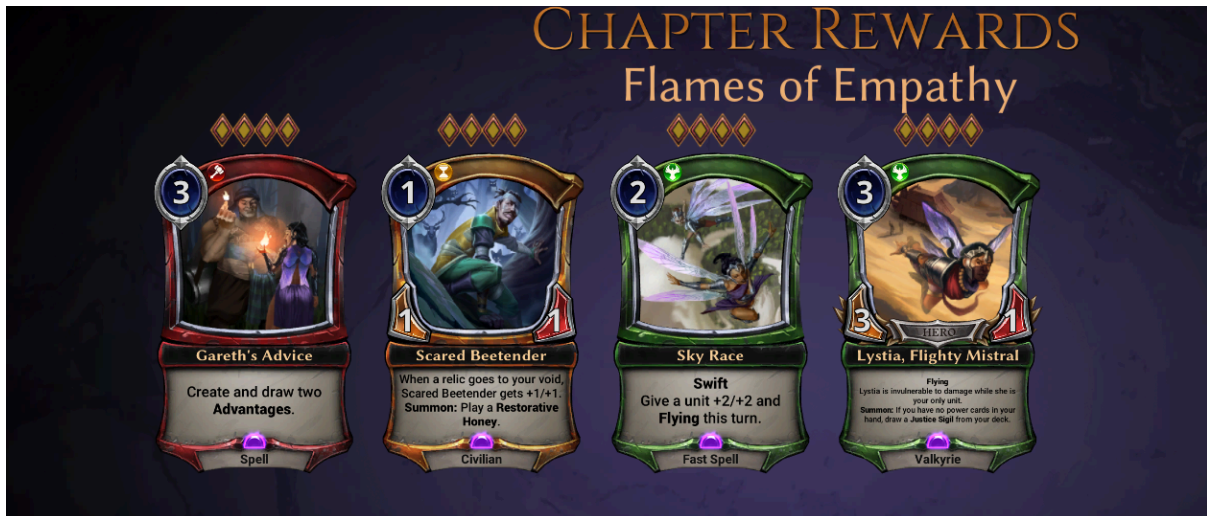 CHAPTER REWARDS
Flames of Empathy
3
Gareth's Advice
Create and draw two
Advantages.
Spell
1
1
1
Scared Beetender
When a relic goes to your void,
Scared Beetender gets +1/+1.
Summon: Play a Restorative
Honey.
Civilian
2
Sky Race
Swift
Give a unit +2/+2 and
Flying this turn.
Fast Spell
3
3
HERO
1
Lystia, Flighty Mistral
Flying
Lystia is invulnerable to damage while she is
your only unit.
Summon: If you have no power cards in your
hand, draw a Justice Sigil from your deck.
Valkyrie